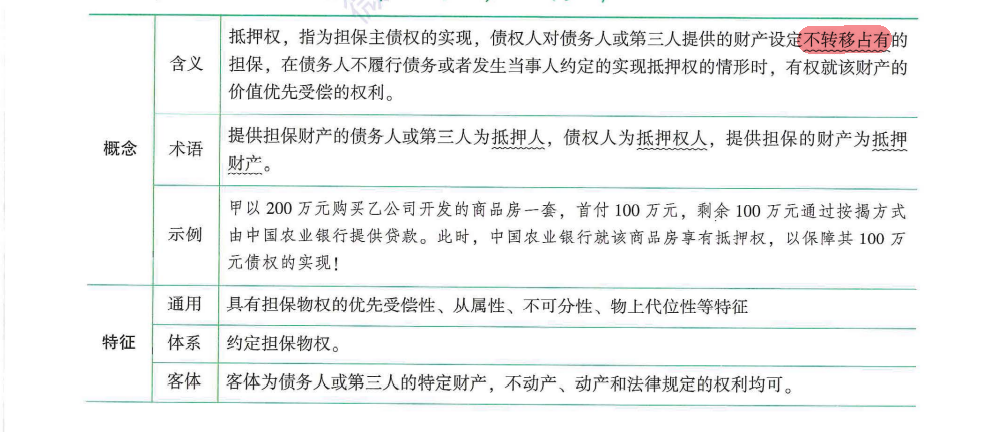 抵押权，指为担保主债权的实现，债权人对债务人或第三人提供的财产设定不转移占有的
含义
担保，在债务人不履行债务或者发生当事人约定的实现抵押权的情形时，有权就该财产的
价值优先受偿的权利。
概念
术语
提供担保财产的债务人或第三人为抵押人，债权人为抵押权人，提供担保的财产为抵押
财产。
甲以 200 万元购买乙公司开发的商品房一套，首付 100 万元，剩余 100 万元通过按揭方式
示例
由中国农业银行提供贷款。此时，中国农业银行就该商品房享有抵押权，以保障其 100 万
元债权的实现！
特征
通用
具有担保物权的优先受偿性、从属性、不可分性、物上代位性等特征
体系
约定担保物权。
客体
客体为债务人或第三人的特定财产，不动产、动产和法律规定的权利均可。